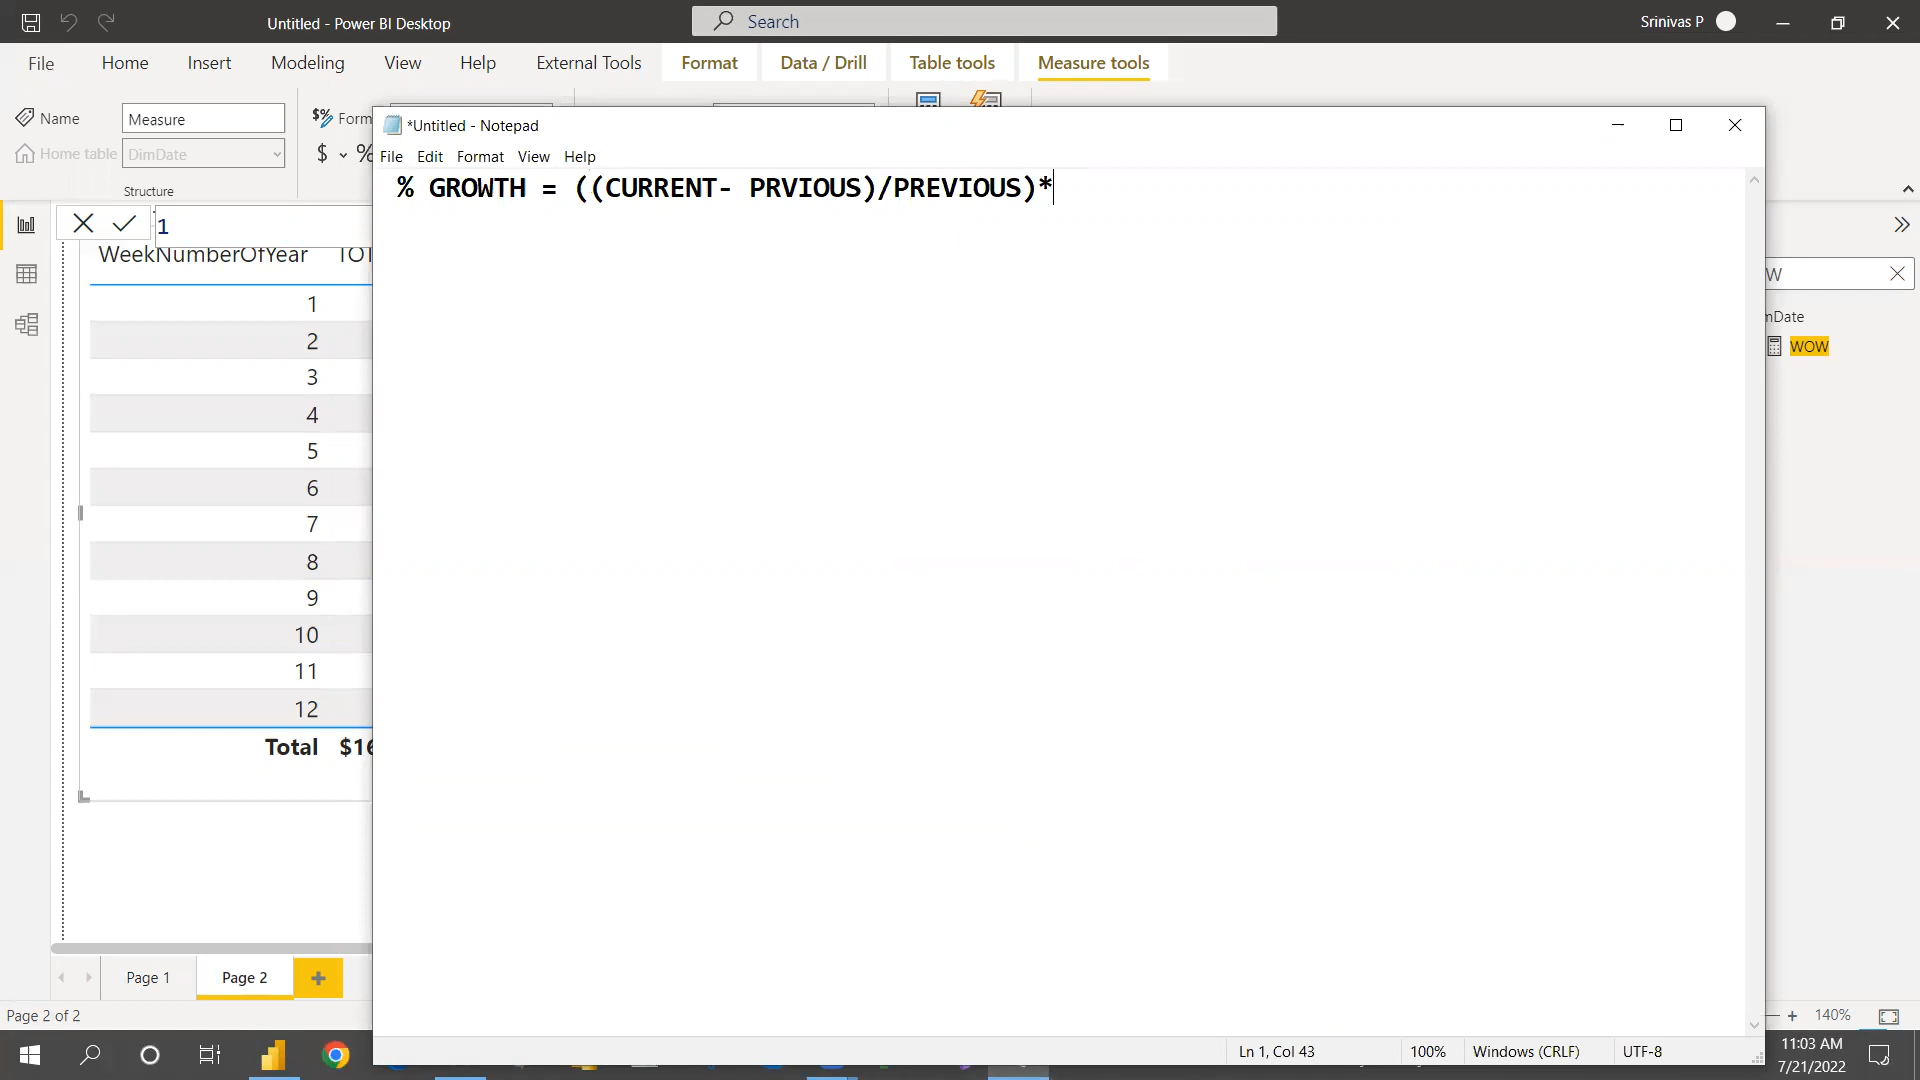 Untitled - Power BI Desktop
Search
Srinivas P
File Home Insert Modeling View Help External Tools Format Data / Drill Table tools Measure tools
Name Measure
$% Form
Home table DimDate
$ %
Structure
*Untitled - Notepad
File Edit Format View Help
% GROWTH = ((CURRENT- PRVIOUS)/PREVIOUS)*
1
WeekNumberOfYear
1
2
3
4
5
6
7
8
9
10
11
12
Total $16
W
mDate
WOW
Page 1 Page 2 +
Page 2 of 2
+ 140%
Ln 1, Col 43 100% Windows (CRLF) UTF-8
11:03 AM
7/21/2022